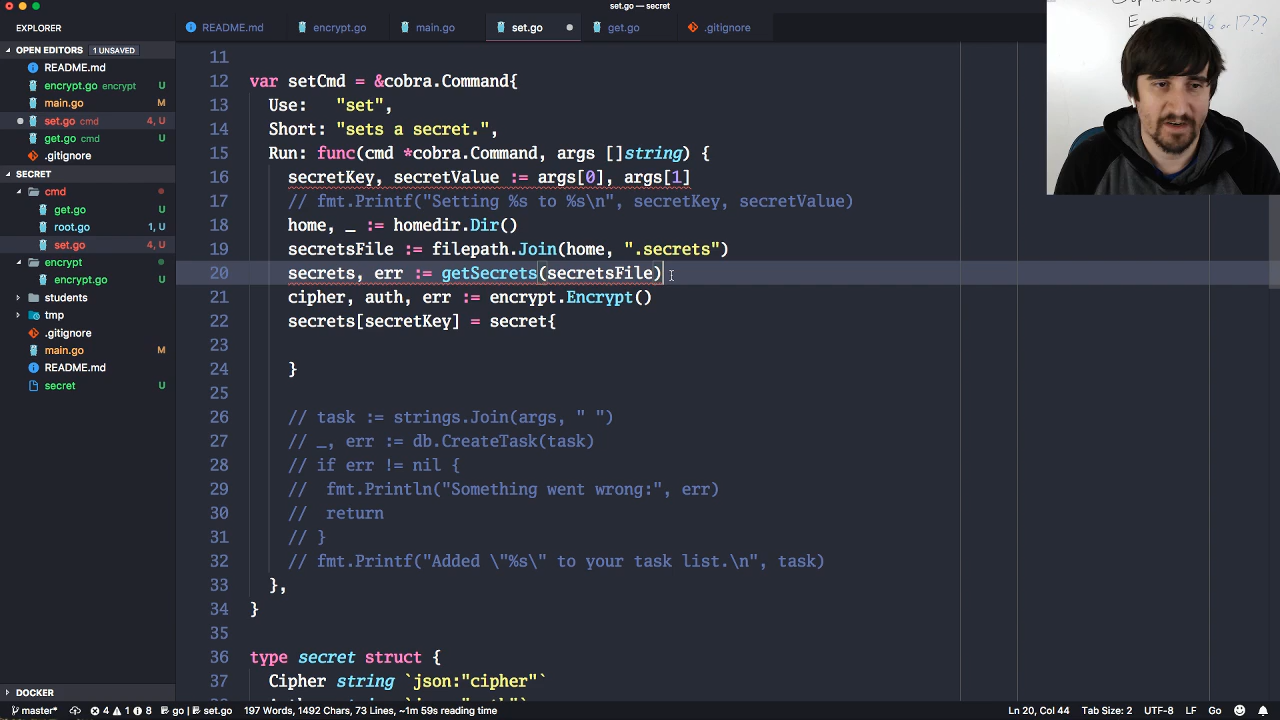 set.go — secret
EXPLORER
README.md
encrypt.go
main.go
set.go
get.go
.gitignore
OPEN EDITORS 1 UNSAVED
README.md
encrypt.go encrypt U
main.go M
set.go cmd 4, U
get.go cmd U
.gitignore
SECRET
cmd
get.go U
root.go 1, U
set.go 4, U
encrypt
encrypt.go U
students
tmp
.gitignore
main.go M
README.md
secret U
DOCKER
11
12 var setCmd = &cobra.Command{
13 Use: "set",
14 Short: "sets a secret.",
15 Run: func(cmd *cobra.Command, args []string) {
16 secretKey, secretValue := args[0], args[1]
17 // fmt.Printf("Setting %s to %s\n", secretKey, secretValue)
18 home, _ := homedir.Dir()
19 secretsFile := filepath.Join(home, ".secrets")
20 secrets, err := getSecrets(secretsFile)
21 cipher, auth, err := encrypt.Encrypt()
22 secrets[secretKey] = secret{
23
24 }
25
26 // task := strings.Join(args, " ")
27 // _, err := db.CreateTask(task)
28 // if err != nil {
29 // fmt.Println("Something went wrong:", err)
30 // return
31 // }
32 // fmt.Printf("Added \"%s\" to your task list.\n", task)
33 },
34 }
35
36 type secret struct {
37 Cipher string `json:"cipher"`
master* 4 1 8 go | set.go 197 Words, 1492 Chars, 73 Lines, ~1m 59s reading time Ln 20, Col 44 Tab Size: 2 UTF-8 LF Go